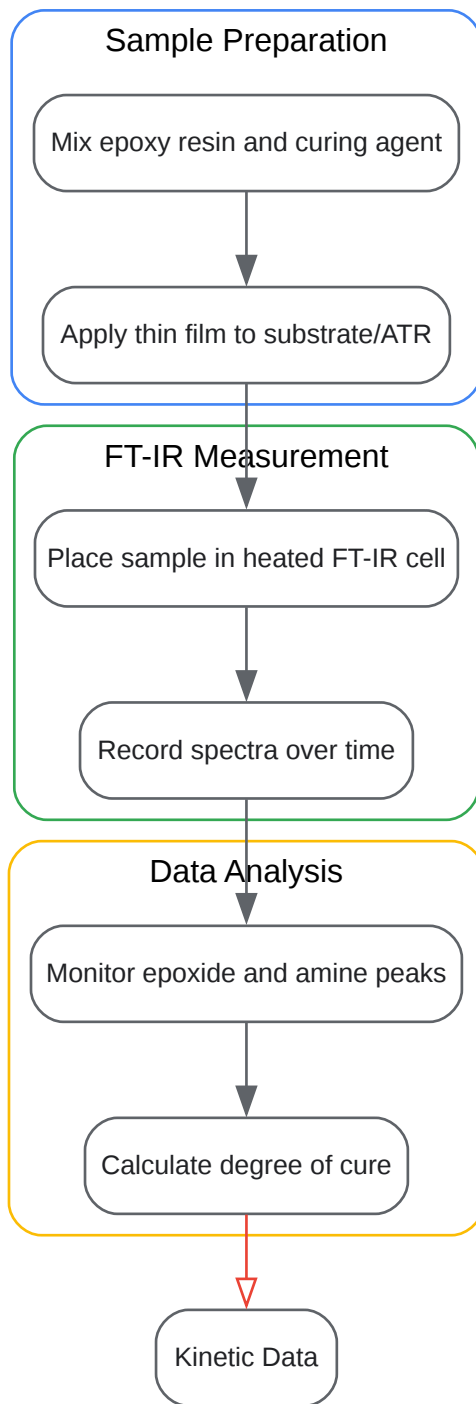 Sample Preparation
Mix epoxy resin and curing agent
Apply thin film to substrate/ATR
FT-IR Measurement
Place sample in heated FT-IR cell
Record spectra over time
Data Analysis
Monitor epoxide and amine peaks
Calculate degree of cure
Kinetic Data